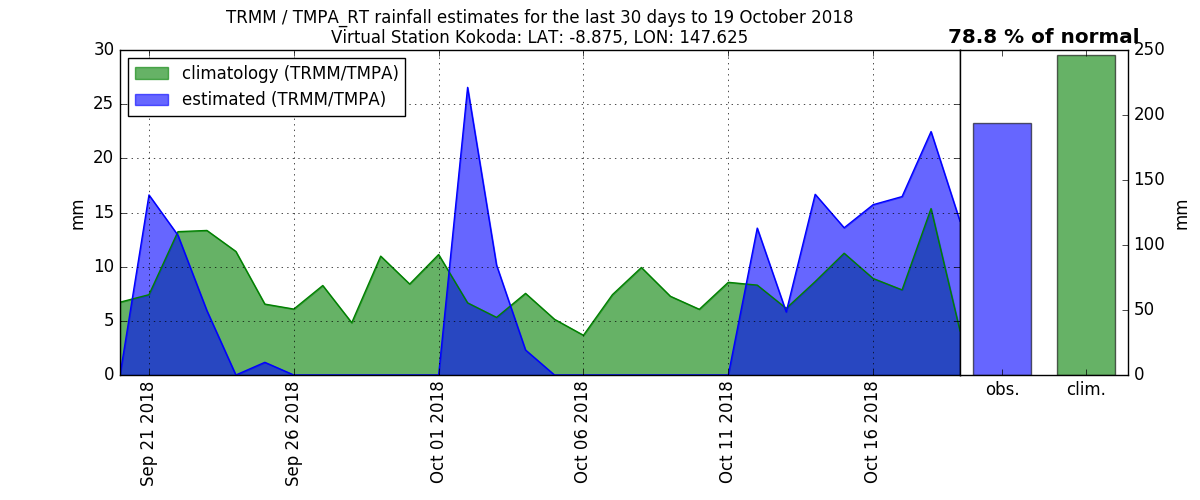 TRMM / TMPA_RT rainfall estimates for the last 30 days to 19 October 2018
Virtual Station Kokoda: LAT: -8.875, LON: 147.625
78.8 % of normal
climatology (TRMM/TMPA)
estimated (TRMM/TMPA)
30
25
20
15
10
5
0
mm
Sep 21 2018
Sep 26 2018
Oct 01 2018
Oct 06 2018
Oct 11 2018
Oct 16 2018
obs.
clim.
250
200
150
100
50
0
mm